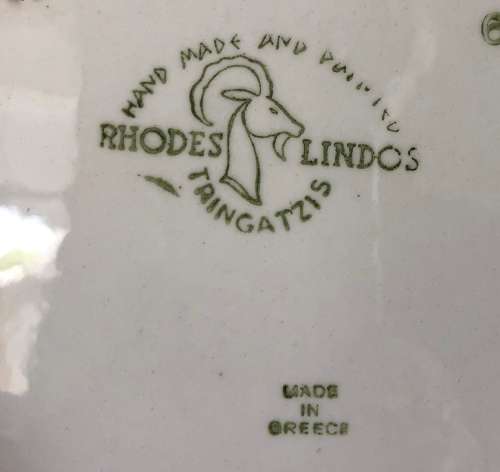 HAND MADE AND PAINTED
RHODES LINDOS
TRINGATZIS
MADE
IN
GREECE